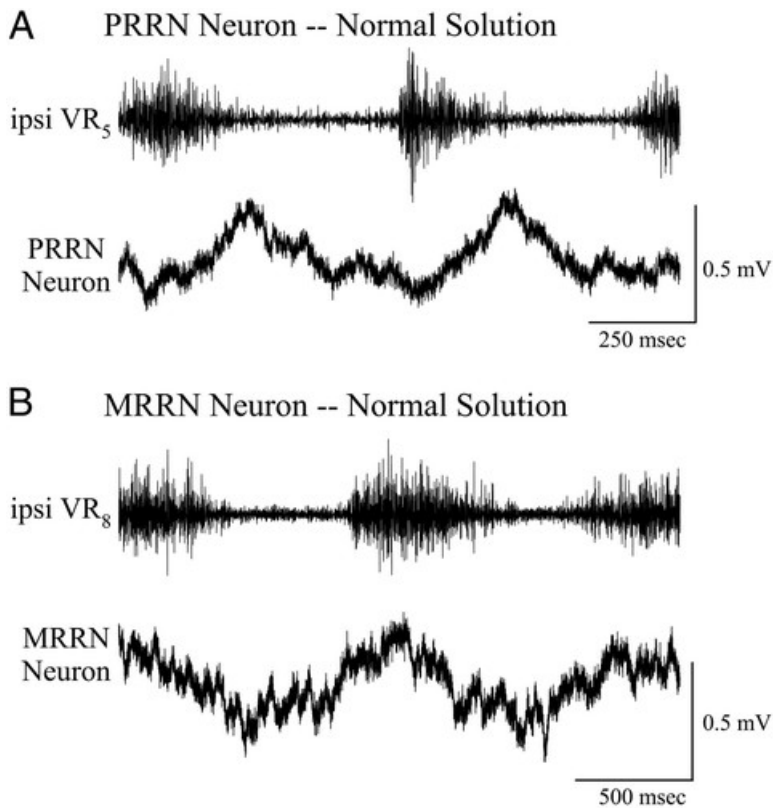 A PRRN Neuron -- Normal Solution
ipsi VR5
PRRN
Neuron
0.5 mV
250 msec
B MRRN Neuron -- Normal Solution
ipsi VR8
MRRN
Neuron
0.5 mV
500 msec